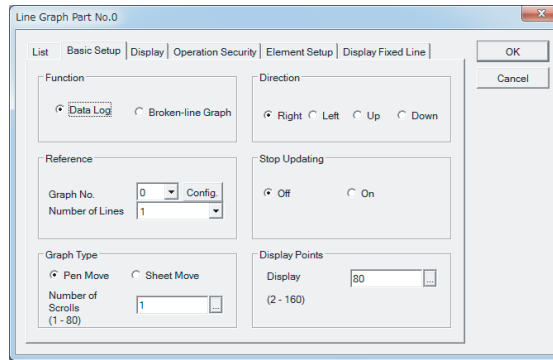 Line Graph Part No.0
List Basic Setup Display Operation Security Element Setup Display Fixed Line
OK
Cancel
Function
Data Log Broken-line Graph
Direction
Right Left Up Down
Reference
Graph No. 0 Config.
Number of Lines 1
Stop Updating
Off On
Graph Type
Pen Move Sheet Move
Number of Scrolls (1 - 80) 1 ...
Display Points
Display 80 ...
(2 - 160)